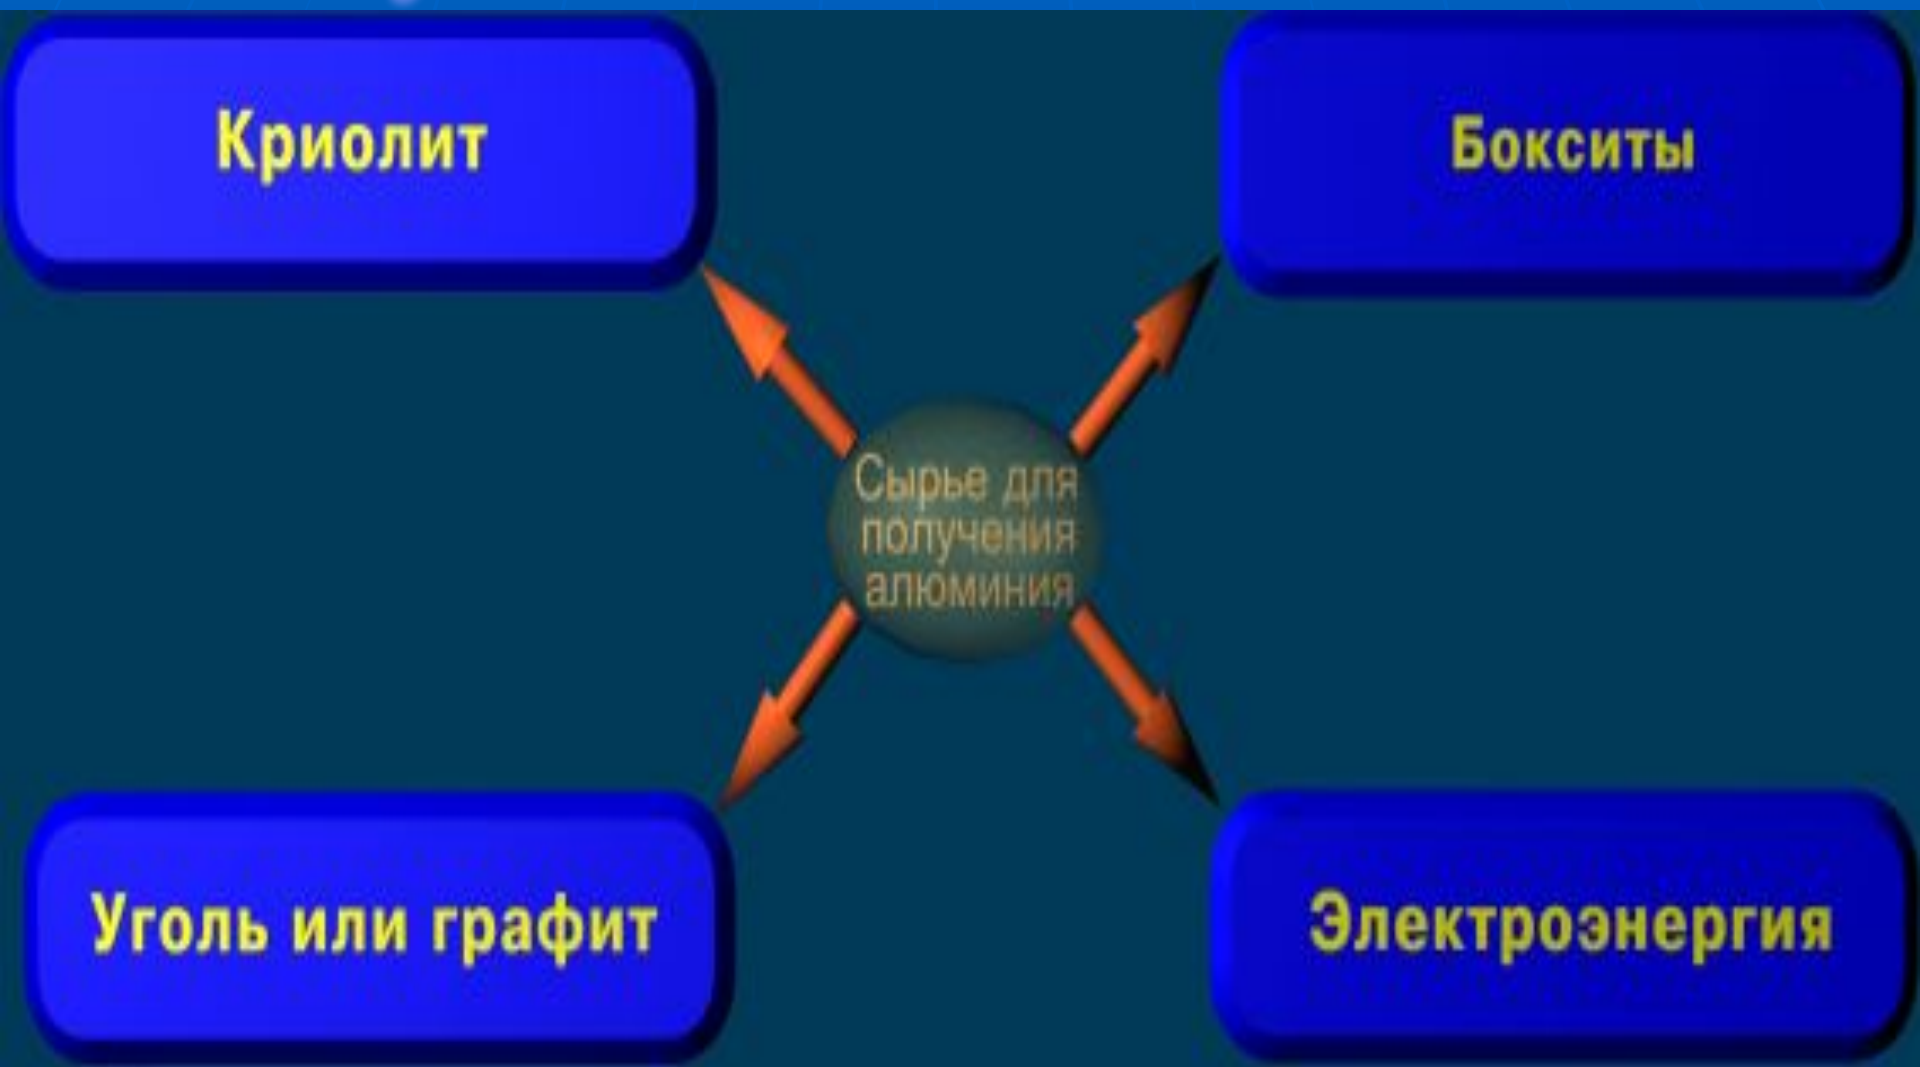 Криолит
Бокситы
Сырье для
получения
алюминия
Уголь или графит
Электроэнергия